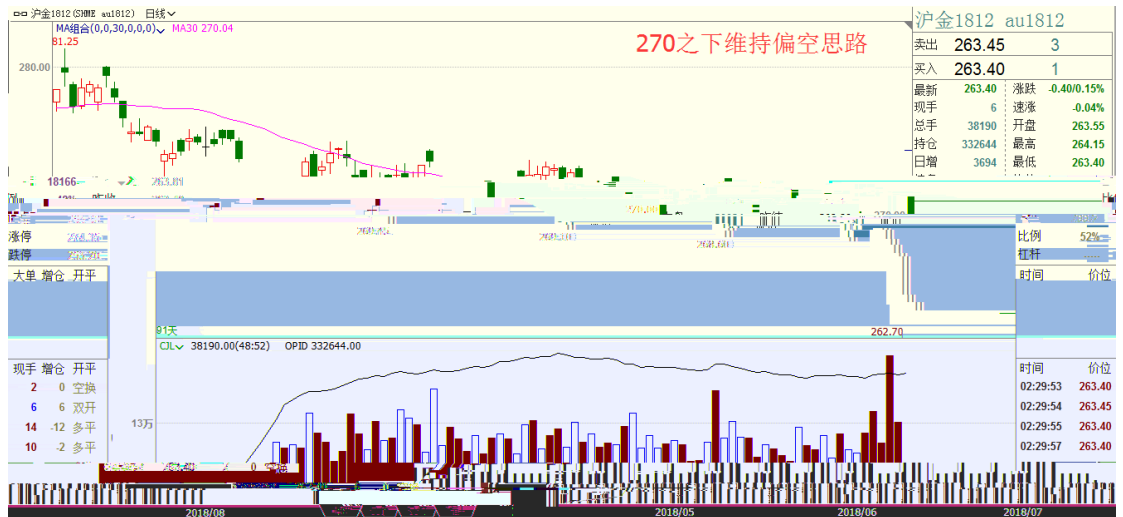 沪金1812(SHME au1812) 日线
MA组合(0,0,30,0,0,0) MA30 270.04
81.25
280.00
270之下维持偏空思路
沪金1812 au1812
卖出 263.45 3
买入 263.40 1
最新 263.40 涨跌 -0.40/0.15%
现手 6 速涨 -0.04%
总手 38190 开盘 263.55
持仓 332644 最高 264.15
日增 3694 最低 263.40
18166
涨停
跌停
比例 52%
杠杆
大单 增仓 开平
时间 价位
91天
262.70
CJL 38190.00(48:52) OPID 332644.00
现手 增仓 开平
2 0 空换
6 6 双开
14 -12 多平
10 -2 多平
13万
时间 价位
02:29:53 263.40
02:29:54 263.45
02:29:55 263.40
02:29:57 263.40
2018/08
2018/05
2018/06
2018/07